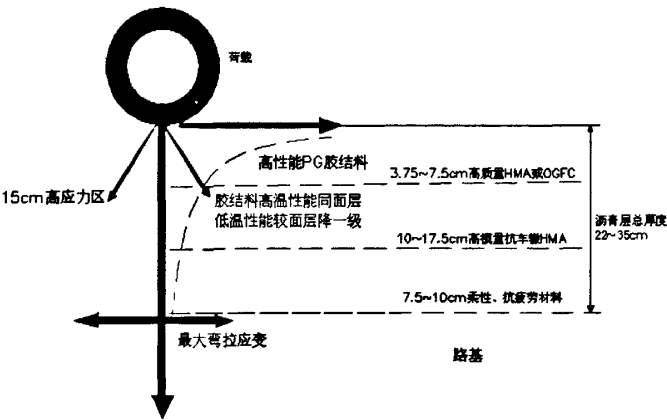 荷载
高性能PG胶结料
3.75~7.5cm高质量HMA或OGFC
15cm高应力区
胶结料高温性能同面层
低温性能较面层降一级
沥青层总厚度
22~35cm
10~17.5cm高模量抗车辙HMA
7.5~10cm柔性、抗疲劳材料
最大弯拉应变
路基